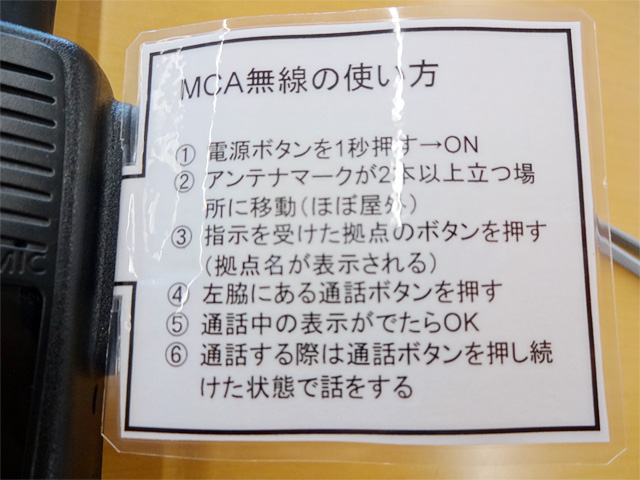 MCA無線の使い方
① 電源ボタンを1秒押す→ON
② アンテナマークが2本以上立つ場
所に移動(ほぼ屋外)
③ 指示を受けた拠点のボタンを押す
(拠点名が表示される)
④ 左脇にある通話ボタンを押す
⑤ 通話中の表示がでたらOK
⑥ 通話する際は通話ボタンを押し続
けた状態で話をする
MIC